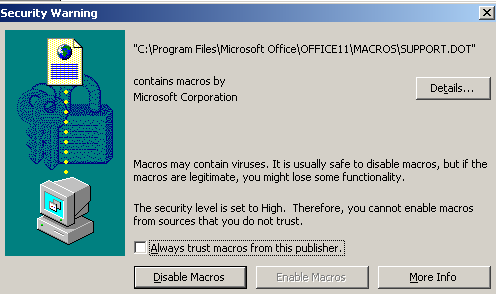 Security Warning
"C:\Program Files\Microsoft Office\OFFICE11\MACROS\SUPPORT.DOT"
contains macros by
Microsoft Corporation
Details...
Macros may contain viruses. It is usually safe to disable macros, but if the
macros are legitimate, you might lose some functionality.
The security level is set to High.  Therefore, you cannot enable macros
from sources that you do not trust.
Always trust macros from this publisher.
Disable Macros
Enable Macros
More Info